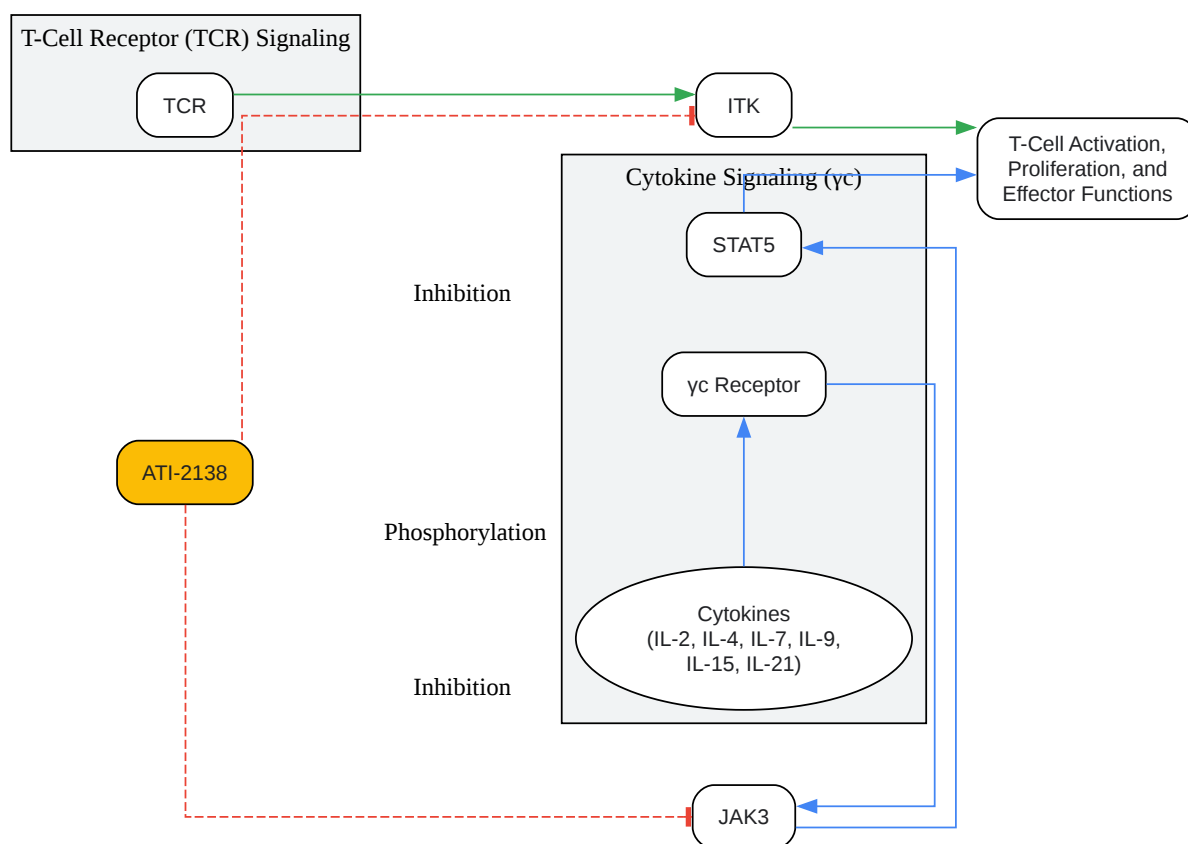 T-Cell Receptor (TCR) Signaling
TCR
ITK
T-Cell Activation,
Proliferation, and
Effector Functions
Cytokine Signaling (γc)
STAT5
Inhibition
γc Receptor
ATI-2138
Phosphorylation
Cytokines
(IL-2, IL-4, IL-7, IL-9,
IL-15, IL-21)
Inhibition
JAK3